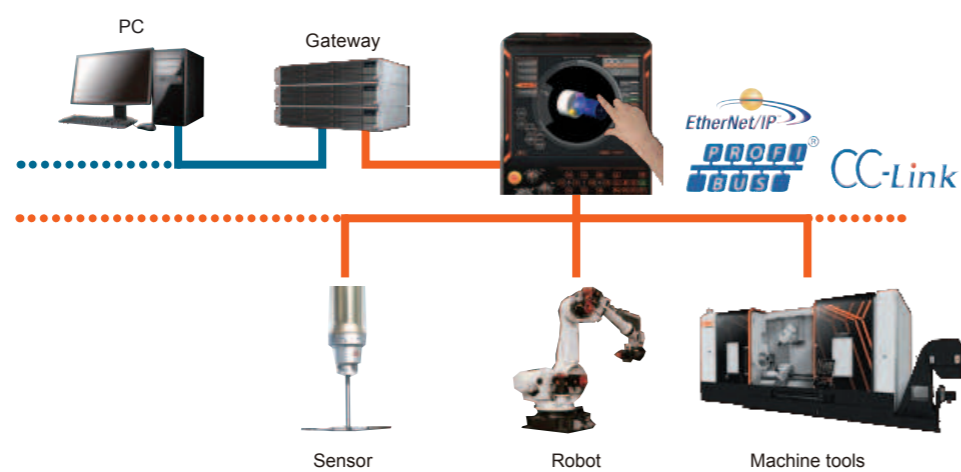 PC
Gateway
EtherNet/IP
PROFI
BUS
®
CC-Link
Sensor
Robot
Machine tools